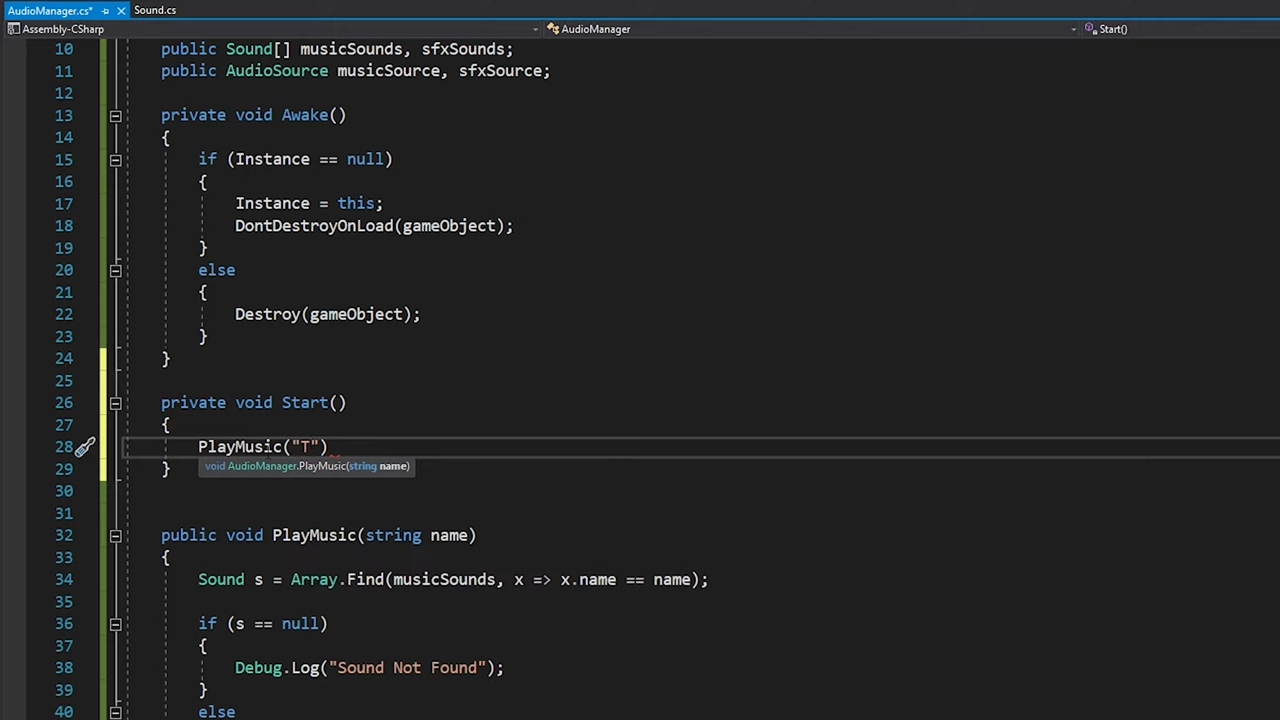 AudioManager.cs* Sound.cs
Assembly-CSharp AudioManager Start()
10 public Sound[] musicSounds, sfxSounds;
11 public AudioSource musicSource, sfxSource;
12
13 private void Awake()
14 {
15 if (Instance == null)
16 {
17 Instance = this;
18 DontDestroyOnLoad(gameObject);
19 }
20 else
21 {
22 Destroy(gameObject);
23 }
24 }
25
26 private void Start()
27 {
28 PlayMusic("T")
void AudioManager.PlayMusic(string name)
29 }
30
31
32 public void PlayMusic(string name)
33 {
34 Sound s = Array.Find(musicSounds, x => x.name == name);
35
36 if (s == null)
37 {
38 Debug.Log("Sound Not Found");
39 }
40 else